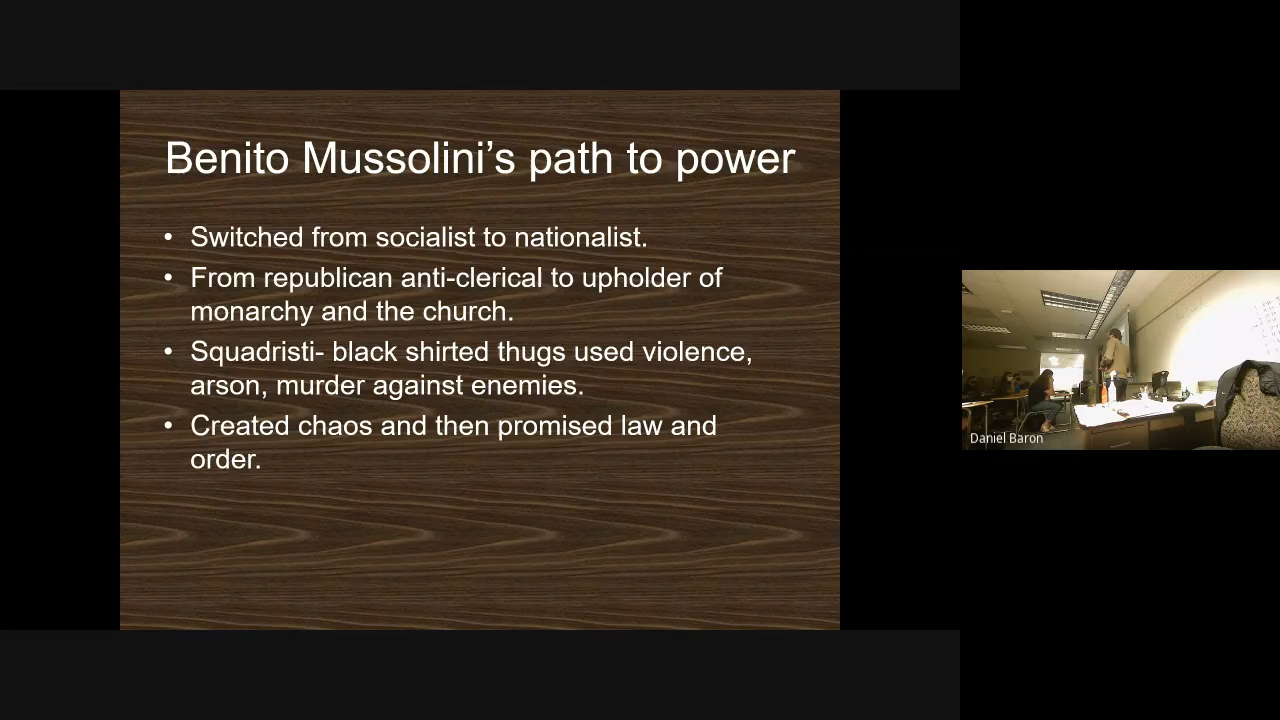 Benito Mussolini’s path to power
• Switched from socialist to nationalist.
• From republican anti-clerical to upholder of
monarchy and the church.
• Squadristi- black shirted thugs used violence,
arson, murder against enemies.
• Created chaos and then promised law and
order.
Daniel Baron